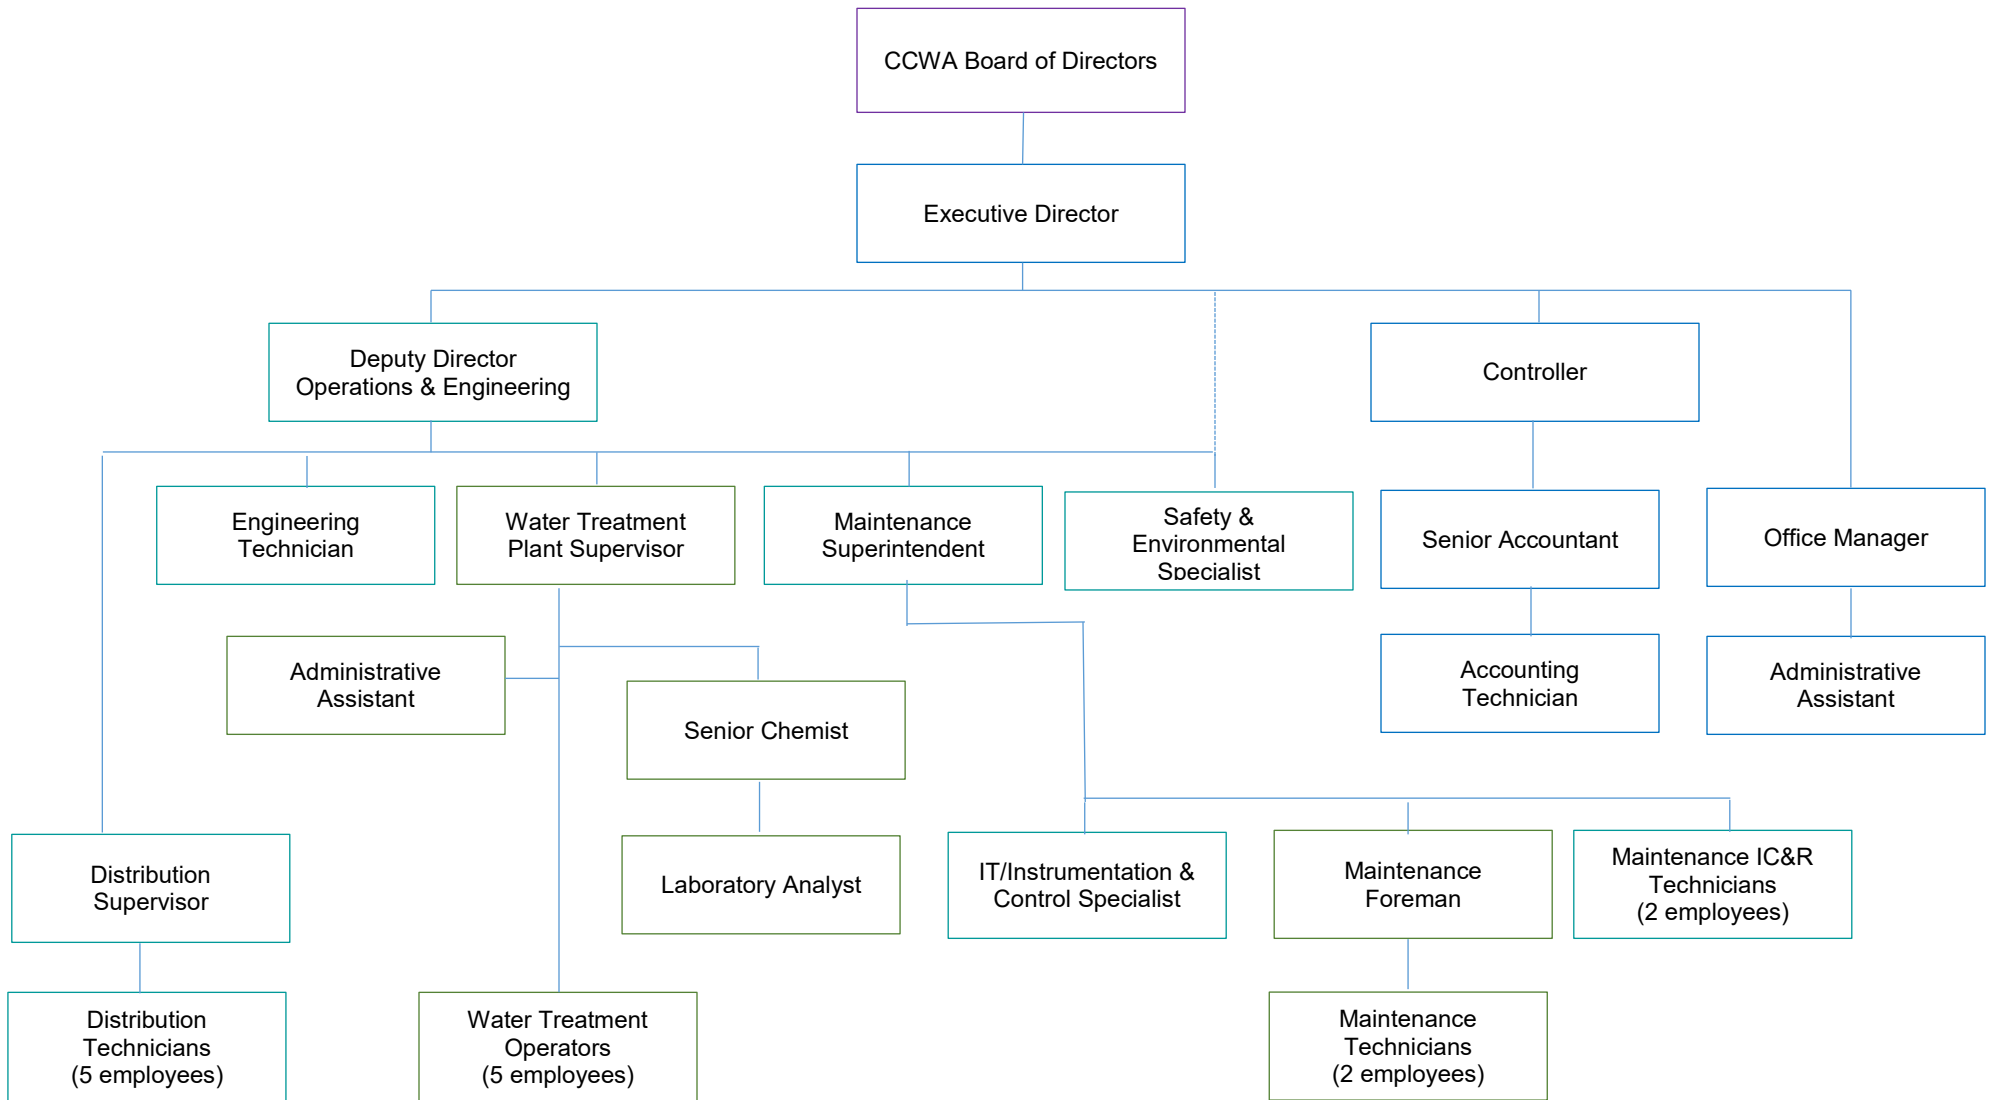 CCWA Board of Directors
Executive Director
Deputy Director
Operations & Engineering
Controller
Engineering
Technician
Water Treatment
Plant Supervisor
Maintenance
Superintendent
Safety &
Environmental
Specialist
Senior Accountant
Office Manager
Administrative
Assistant
Senior Chemist
Accounting
Technician
Administrative
Assistant
Distribution
Supervisor
Laboratory Analyst
IT/Instrumentation &
Control Specialist
Maintenance
Foreman
Maintenance IC&R
Technicians
(2 employees)
Distribution
Technicians
(5 employees)
Water Treatment
Operators
(5 employees)
Maintenance
Technicians
(2 employees)